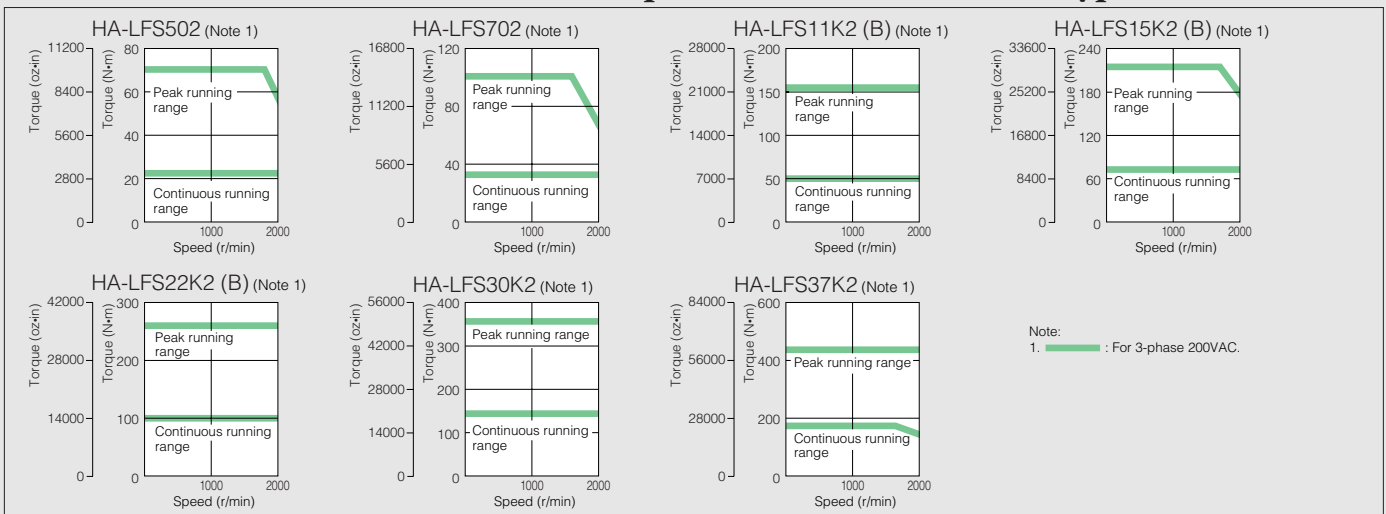 HA-LFS502 (Note 1)
11200
8400
5600
2800
0
Torque (oz•in)
80
60
40
20
0
Torque (N•m)
Peak running
range
Continuous running
range
1000
2000
Speed (r/min)
HA-LFS702 (Note 1)
16800
11200
5600
0
Torque (oz•in)
120
80
40
0
Torque (N•m)
Peak running
range
Continuous running
range
1000
2000
Speed (r/min)
HA-LFS11K2 (B) (Note 1)
28000
21000
14000
7000
0
Torque (oz•in)
200
150
100
50
0
Torque (N•m)
Peak running
range
Continuous running
range
1000
2000
Speed (r/min)
HA-LFS15K2 (B) (Note 1)
33600
25200
16800
8400
0
Torque (oz•in)
240
180
120
60
0
Torque (N•m)
Peak running
range
Continuous running
range
1000
2000
Speed (r/min)
HA-LFS22K2 (B) (Note 1)
42000
28000
14000
0
Torque (oz•in)
300
200
100
0
Torque (N•m)
Peak running
range
Continuous running
range
1000
2000
Speed (r/min)
HA-LFS30K2 (Note 1)
56000
42000
28000
14000
0
Torque (oz•in)
400
300
200
100
0
Torque (N•m)
Peak running range
Continuous running
range
1000
2000
Speed (r/min)
HA-LFS37K2 (Note 1)
84000
56000
28000
0
Torque (oz•in)
600
400
200
0
Torque (N•m)
Peak running range
Continuous running
range
1000
2000
Speed (r/min)
Note:
1. : For 3-phase 200VAC.